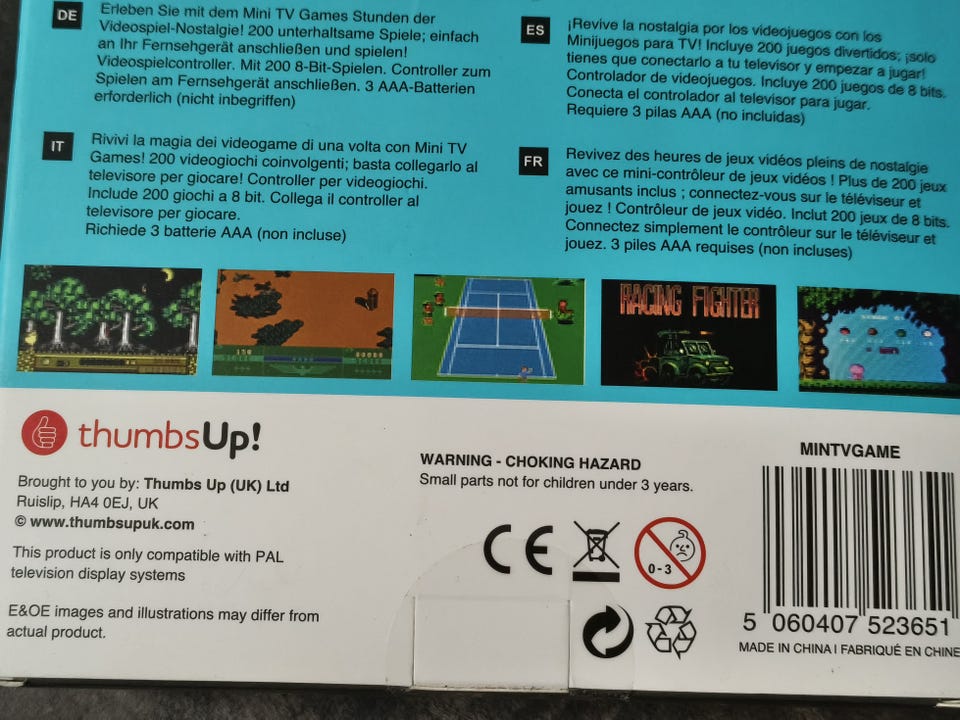 DE
Erleben Sie mit dem Mini TV Games Stunden der
Videospiel-Nostalgie! 200 unterhaltsame Spiele; einfach
an Ihr Fernsehgerät anschließen und spielen!
Videospielcontroller. Mit 200 8-Bit-Spielen. Controller zum
Spielen am Fernsehgerät anschließen. 3 AAA-Batterien
erforderlich (nicht inbegriffen)
ES
¡Revive la nostalgia por los videojuegos con los
Minijuegos para TV! Incluye 200 juegos divertidos; ¡solo
tienes que conectarlo a tu televisor y empezar a jugar!
Controlador de videojuegos. Incluye 200 juegos de 8 bits.
Conecta el controlador al televisor para jugar.
Requiere 3 pilas AAA (no incluidas)
IT
Rivivi la magia dei videogame di una volta con Mini TV
Games! 200 videogiochi coinvolgenti; basta collegarlo al
televisore per giocare! Controller per videogiochi.
Include 200 giochi a 8 bit. Collega il controller al
televisore per giocare.
Richiede 3 batterie AAA (non incluse)
FR
Revivez des heures de jeux vidéos pleins de nostalgie
avec ce mini-contrôleur de jeux vidéos ! Plus de 200 jeux
amusants inclus ; connectez-vous sur le téléviseur et
jouez ! Contrôleur de jeux vidéo. Inclut 200 jeux de 8 bits.
Connectez simplement le contrôleur sur le téléviseur et
jouez. 3 piles AAA requises (non incluses)
RACING FIGHTER
thumbsUp!
Brought to you by: Thumbs Up (UK) Ltd
Ruislip, HA4 0EJ, UK
© www.thumbsupuk.com
This product is only compatible with PAL
television display systems
E&OE images and illustrations may differ from
actual product.
WARNING - CHOKING HAZARD
Small parts not for children under 3 years.
CE
0-3
MINTVGAME
5 060407 523651
MADE IN CHINA I FABRIQUÉ EN CHINE